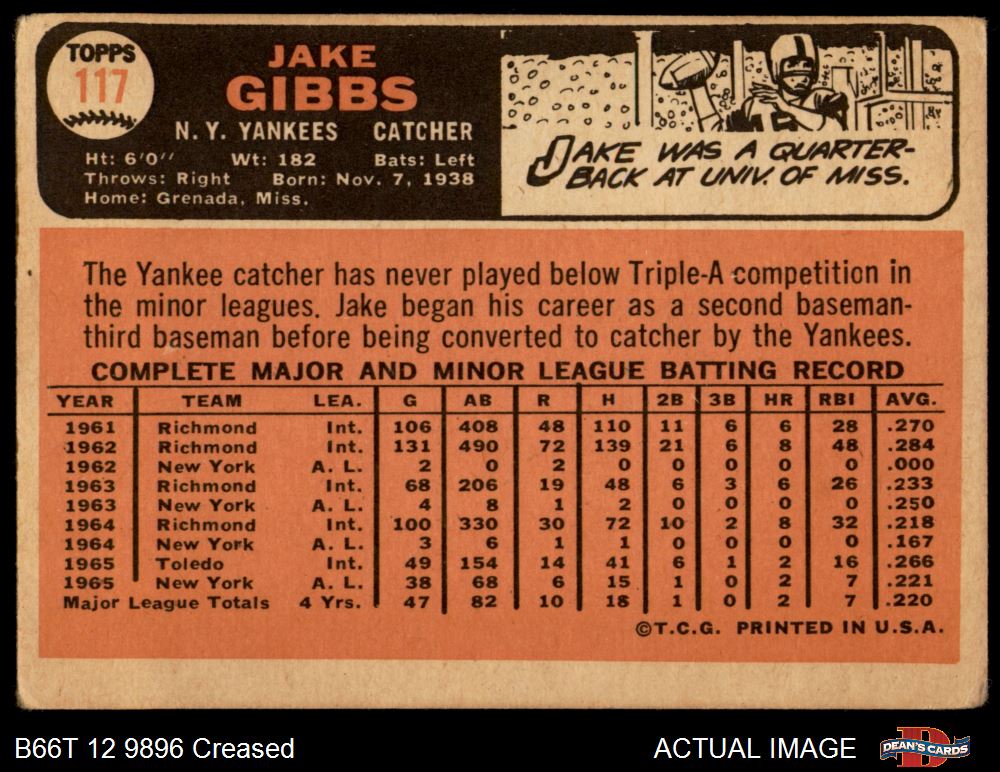 TOPPS
117
JAKE
GIBBS
N. Y. YANKEES CATCHER
Ht: 6'0" Wt: 182 Bats: Left
Throws: Right Born: Nov. 7, 1938
Home: Grenada, Miss.
JAKE WAS A QUARTER-
BACK AT UNIV. OF MISS.
The Yankee catcher has never played below Triple-A competition in
the minor leagues. Jake began his career as a second baseman-
third baseman before being converted to catcher by the Yankees.
COMPLETE MAJOR AND MINOR LEAGUE BATTING RECORD
YEAR TEAM LEA. G AB R H 2B 3B HR RBI AVG.
1961 Richmond Int. 106 408 48 110 11 6 6 28 .270
1962 Richmond Int. 131 490 72 139 21 6 8 48 .284
1962 New York A. L. 2 0 2 0 0 0 0 0 .000
1963 Richmond Int. 68 206 19 48 6 3 6 26 .233
1963 New York A. L. 4 8 1 2 0 0 0 0 .250
1964 Richmond Int. 100 330 30 72 10 2 8 32 .218
1964 New York A. L. 3 6 1 1 0 0 0 0 .167
1965 Toledo Int. 49 154 14 41 6 1 2 16 .266
1965 New York A. L. 38 68 6 15 1 0 2 7 .221
Major League Totals 4 Yrs. 47 82 10 18 1 0 2 7 .220
©T.C.G. PRINTED IN U.S.A.
B66T 12 9896 Creased
ACTUAL IMAGE
DEAN'S CARDS